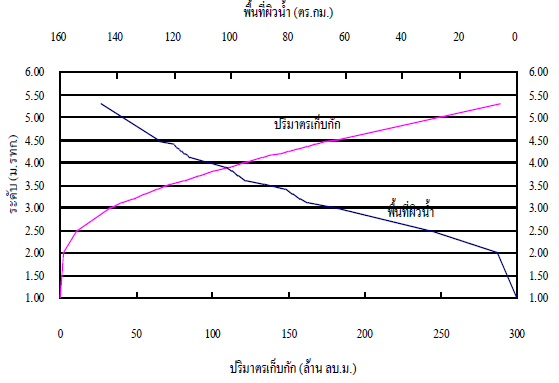 พื้นที่ผิวน้ำ (ตร.กม.)
160 140 120 100 80 60 40 20 0
6.00 6.00
5.50 5.50
ปริมาตรเก็บกัก
5.00 5.00
4.50 4.50
4.00 4.00
ระดับ (ม.รทก.)
3.50 3.50
3.00 3.00
พื้นที่ผิวน้ำ
2.50 2.50
2.00 2.00
1.50 1.50
1.00 1.00
0 50 100 150 200 250 300
ปริมาตรเก็บกัก (ล้าน ลบ.ม.)